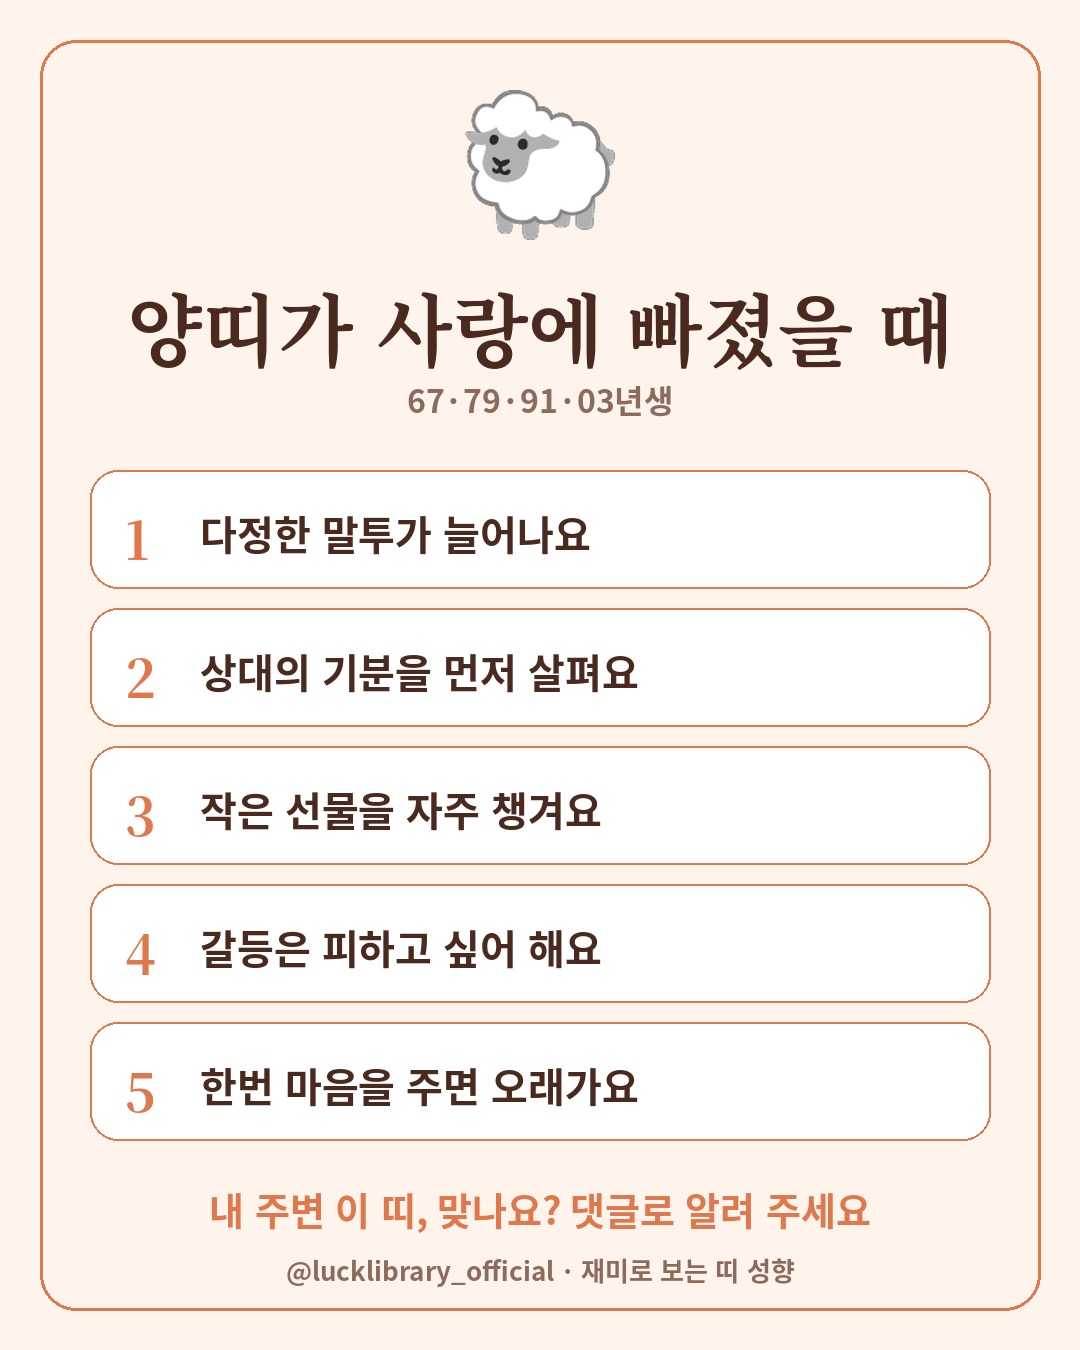 양띠가 사랑에 빠졌을 때
67·79·91·03년생
1 다정한 말투가 늘어나요
2 상대의 기분을 먼저 살펴요
3 작은 선물을 자주 챙겨요
4 갈등은 피하고 싶어 해요
5 한번 마음을 주면 오래가요
내 주변 이 띠, 맞나요? 댓글로 알려 주세요
@lucklibrary_official · 재미로 보는 띠 성향